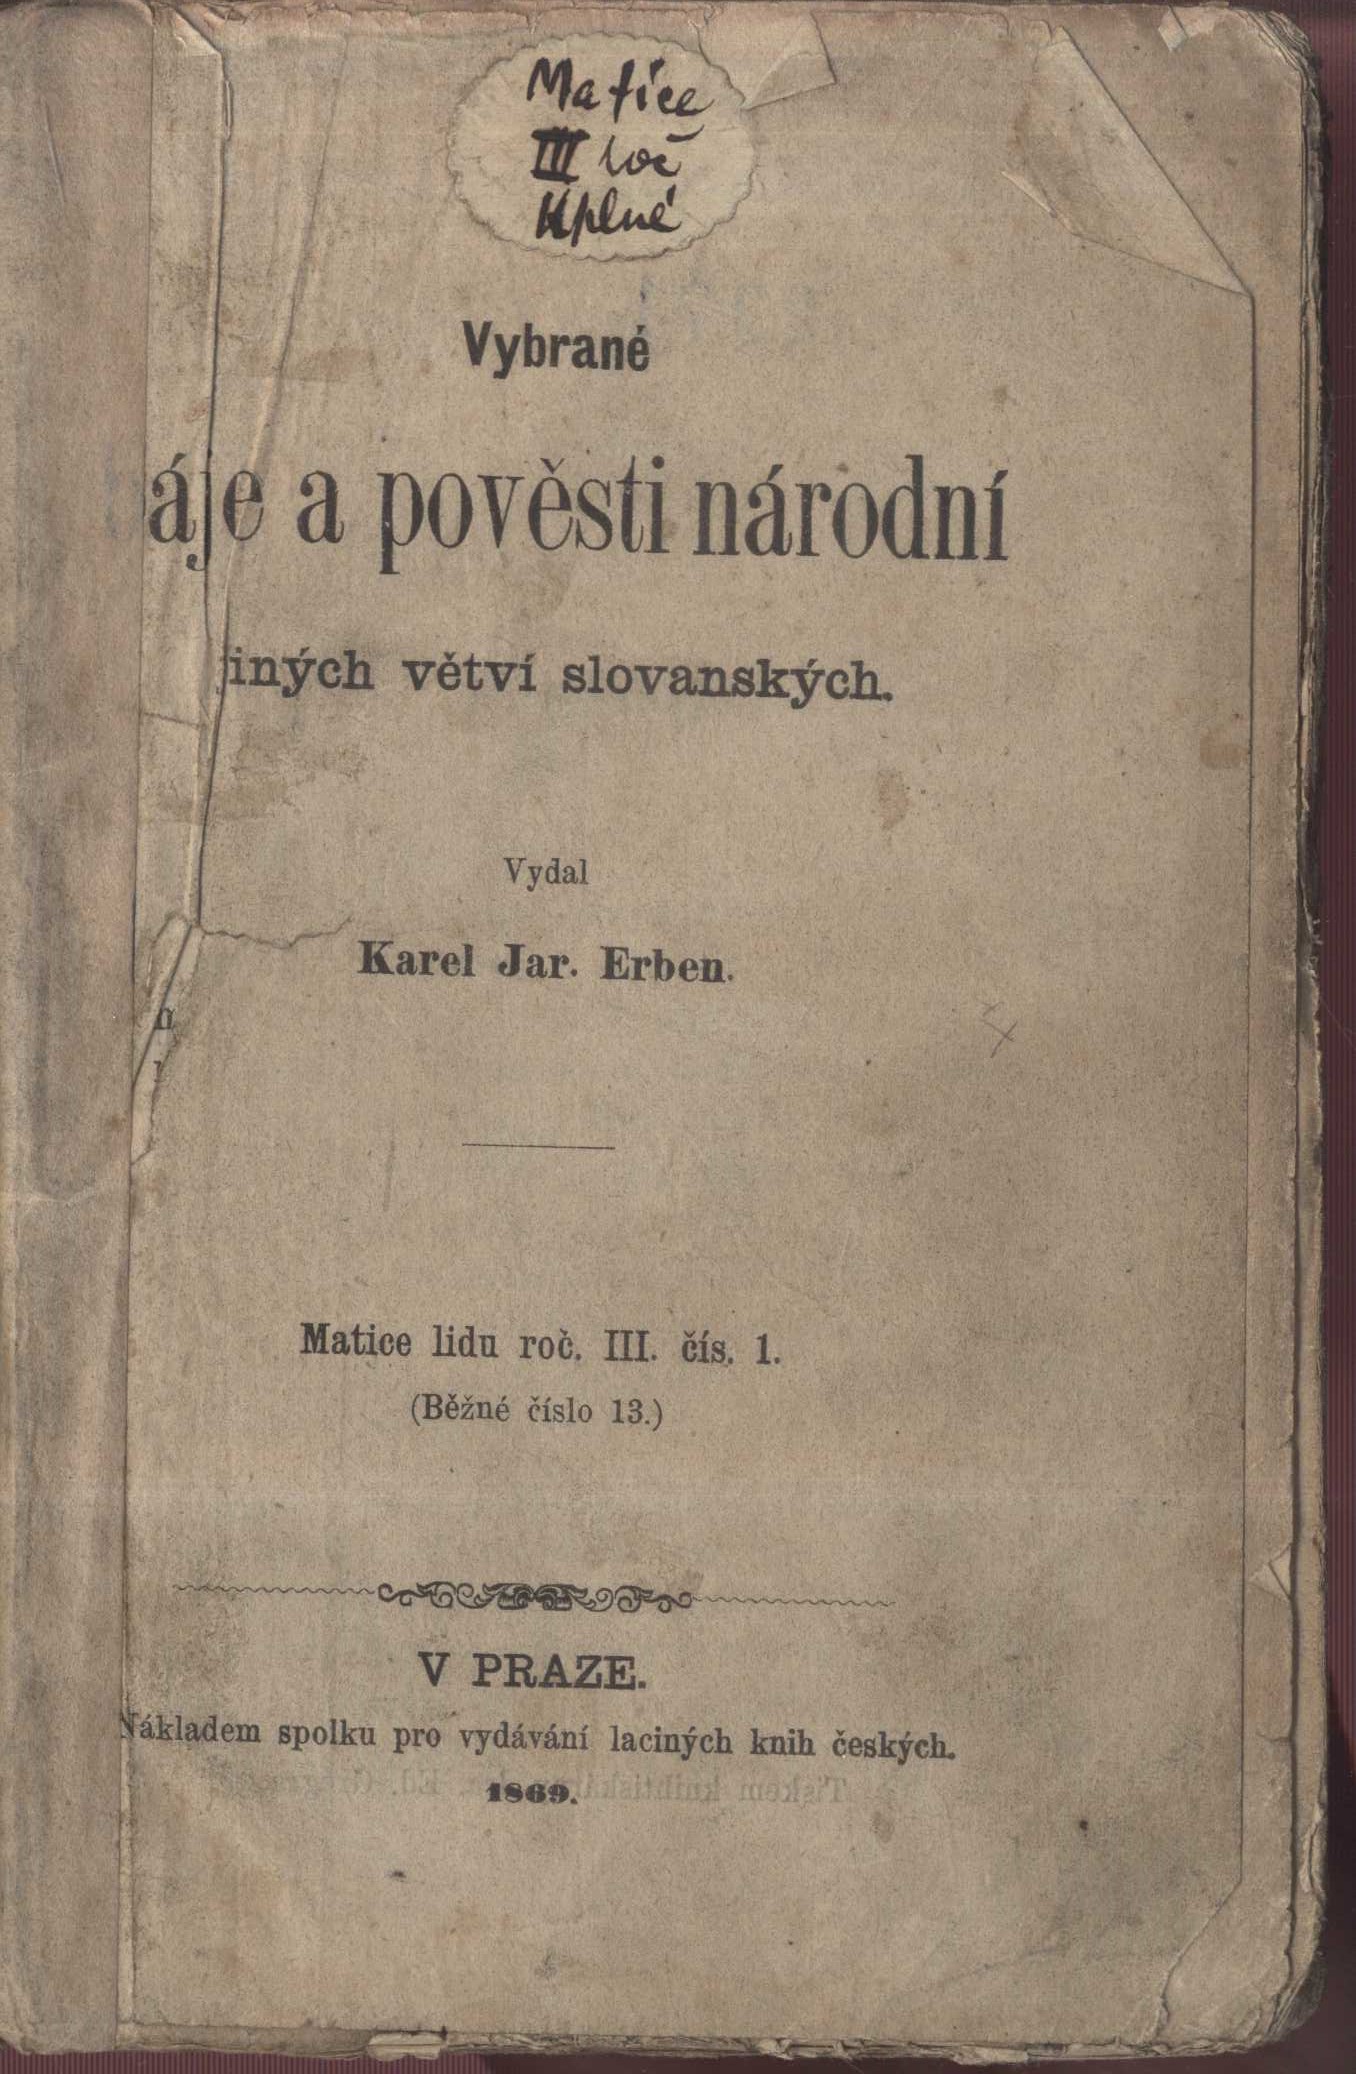 Matice
III roč
Uplné
Vybrané
áje a pověsti národní
jiných větví slovanských.
Vydal
Karel Jar. Erben.
Matice lidu roč. III. čís. 1.
(Běžné číslo 13.)
V PRAZE.
Nákladem spolku pro vydávání laciných knih českých.
1869.